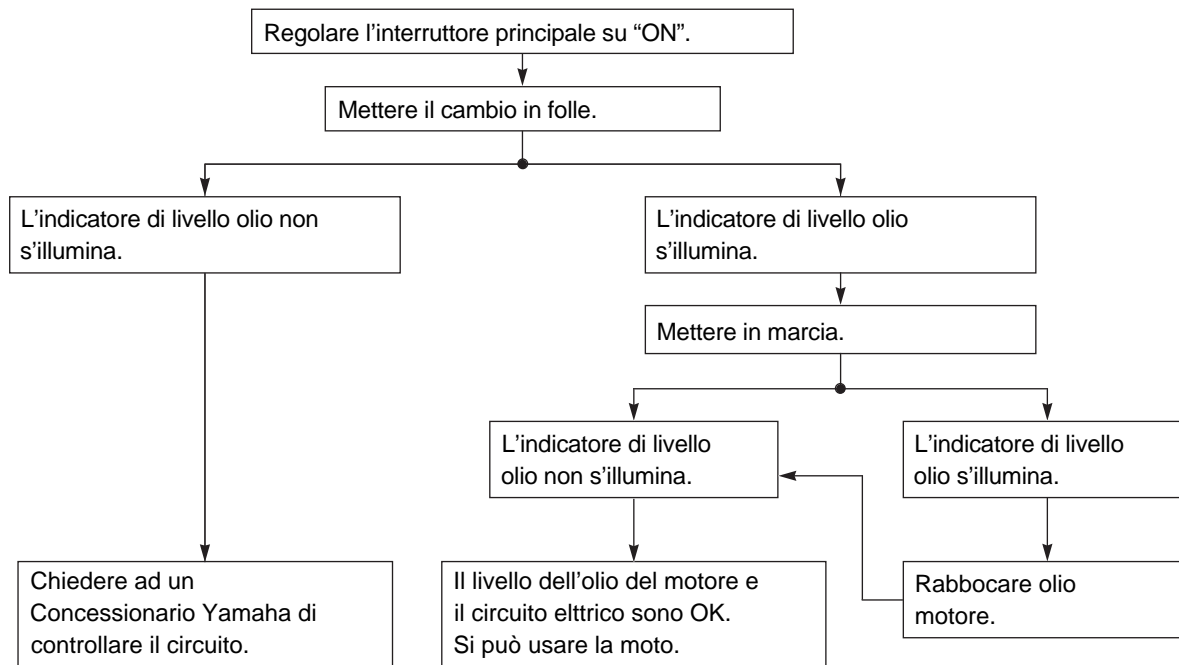 Regolare l’interruttore principale su “ON”.
Mettere il cambio in folle.
L’indicatore di livello olio non
s’illumina.
L’indicatore di livello olio
s’illumina.
Mettere in marcia.
L’indicatore di livello
olio non s’illumina.
L’indicatore di livello
olio s’illumina.
Chiedere ad un
Concessionario Yamaha di
controllare il circuito.
Il livello dell’olio del motore e
il circuito elttrico sono OK.
Si può usare la moto.
Rabbocare olio
motore.